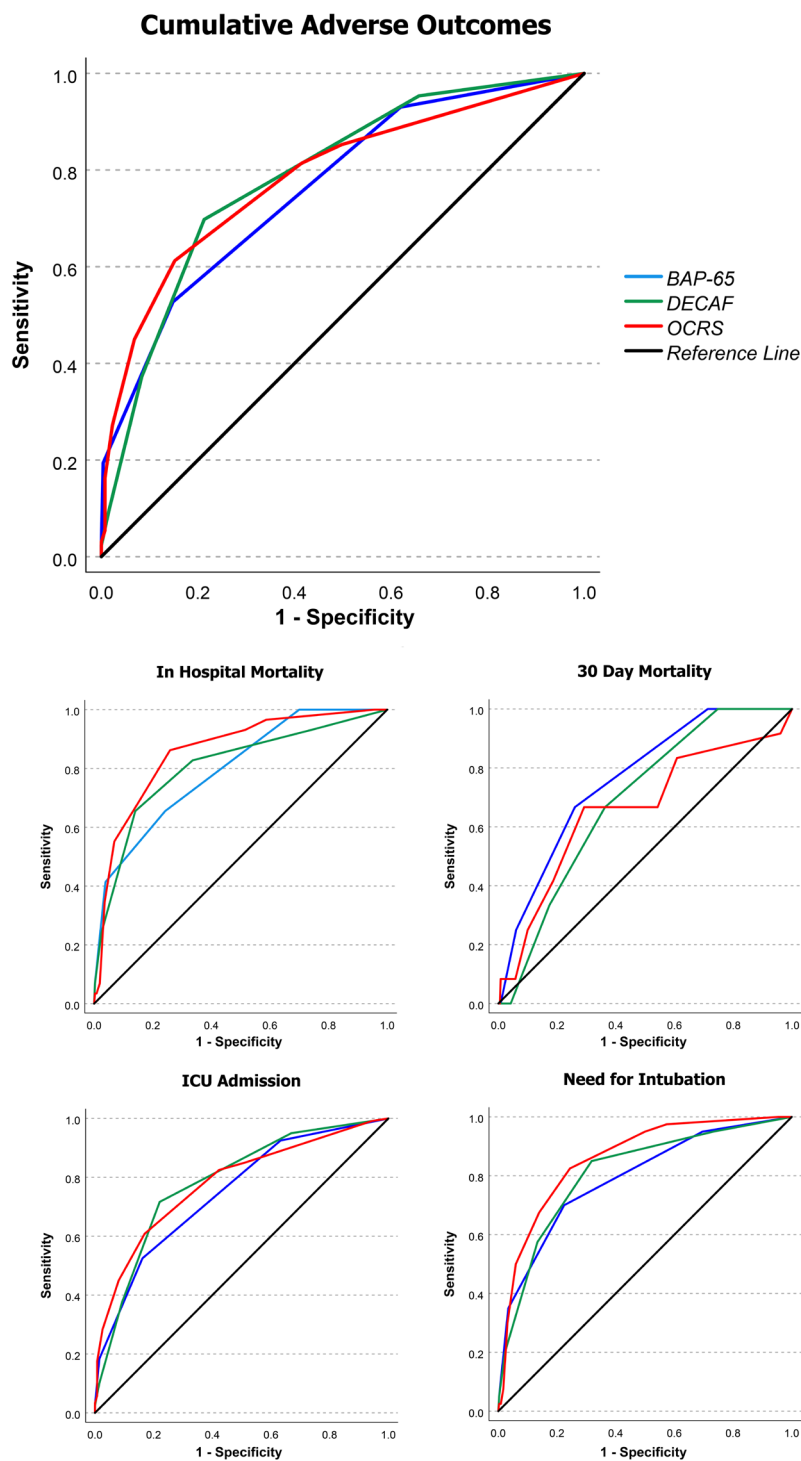 Cumulative Adverse Outcomes
1.0
0.8
0.6
0.4
0.2
0.0
Sensitivity
0.0 0.2 0.4 0.6 0.8 1.0
1 - Specificity
BAP-65
DECAF
OCRS
Reference Line
In Hospital Mortality
1.0
0.8
0.6
0.4
0.2
0.0
Sensitivity
0.0 0.2 0.4 0.6 0.8 1.0
1 - Specificity
30 Day Mortality
1.0
0.8
0.6
0.4
0.2
0.0
Sensitivity
0.0 0.2 0.4 0.6 0.8 1.0
1 - Specificity
ICU Admission
1.0
0.8
0.6
0.4
0.2
0.0
Sensitivity
0.0 0.2 0.4 0.6 0.8 1.0
1 - Specificity
Need for Intubation
1.0
0.8
0.6
0.4
0.2
0.0
Sensitivity
0.0 0.2 0.4 0.6 0.8 1.0
1 - Specificity